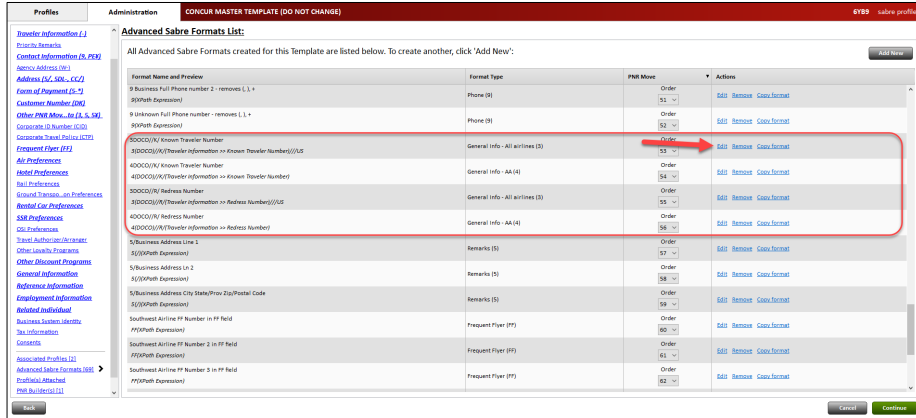 Profiles
Administration
CONCUR MASTER TEMPLATE (DO NOT CHANGE)
6YB9 sabre profile
Traveler Information (-)
Priority Remarks
Contact Information (9, PE¥)
Agency Address (W-)
Address (5/, 5DL-, CC/)
Form of Payment (5-*)
Customer Number (DK)
Other PNR Mov...ta (3, 5, 5X)
Corporate ID Number (CID)
Corporate Travel Policy (CTP)
Frequent Flyer (FF)
Air Preferences
Hotel Preferences
Rail Preferences
Ground Transpo...on Preferences
Rental Car Preferences
SSR Preferences
OSI Preferences
Travel Authorizer/Arranger
Other Loyalty Programs
Other Discount Programs
General Information
Reference Information
Employment Information
Related Individual
Business System Identity
Tax Information
Consents
Associated Profiles [2]
Advanced Sabre Formats [69]
Profile(s) Attached
PNR Builder(s) [1]
Advanced Sabre Formats List:
All Advanced Sabre Formats created for this Template are listed below. To create another, click 'Add New':
Add New
Format Name and Preview Format Type PNR Move Actions
9 Business Full Phone number 2 - removes (, ), +
9(XPath Expression)
Phone (9)
Order
51
Edit Remove Copy format
9 Unknown Full Phone number - removes (, ), +
9(XPath Expression)
Phone (9)
Order
52
Edit Remove Copy format
3DOCO//K/ Known Traveler Number
3(DOCO)//K/(Traveler Information >> Known Traveler Number)///US
General Info - All airlines (3)
Order
53
Edit Remove Copy format
4DOCO//K/ Known Traveler Number
4(DOCO)//K/(Traveler Information >> Known Traveler Number)
General Info - AA (4)
Order
54
Edit Remove Copy format
3DOCO//R/ Redress Number
3(DOCO)//R/(Traveler Information >> Redress Number)///US
General Info - All airlines (3)
Order
55
Edit Remove Copy format
4DOCO//R/ Redress Number
4(DOCO)//R/(Traveler Information >> Redress Number)
General Info - AA (4)
Order
56
Edit Remove Copy format
5/Business Address Line 1
5(/)(XPath Expression)
Remarks (5)
Order
57
Edit Remove Copy format
5/Business Address Ln 2
5(/)(XPath Expression)
Remarks (5)
Order
58
Edit Remove Copy format
5/Business Address City State/Prov Zip/Postal Code
5(/)(XPath Expression)
Remarks (5)
Order
59
Edit Remove Copy format
Southwest Airline FF Number in FF field
FF(XPath Expression)
Frequent Flyer (FF)
Order
60
Edit Remove Copy format
Southwest Airline FF Number 2 in FF field
FF(XPath Expression)
Frequent Flyer (FF)
Order
61
Edit Remove Copy format
Southwest Airline FF Number 3 in FF field
FF(XPath Expression)
Frequent Flyer (FF)
Order
62
Edit Remove Copy format
Back
Cancel
Continue